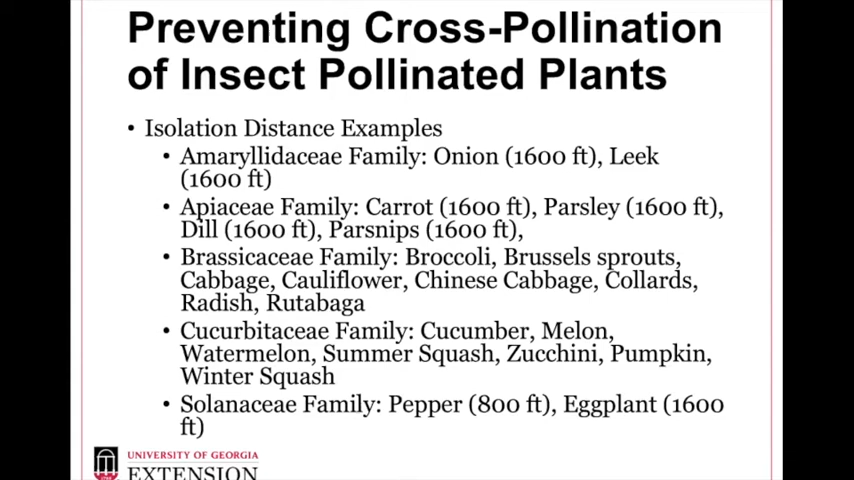 Preventing Cross-Pollination
of Insect Pollinated Plants
• Isolation Distance Examples
• Amaryllidaceae Family: Onion (1600 ft), Leek
(1600 ft)
• Apiaceae Family: Carrot (1600 ft), Parsley (1600 ft),
Dill (1600 ft), Parsnips (1600 ft),
• Brassicaceae Family: Broccoli, Brussels sprouts,
Cabbage, Cauliflower, Chinese Cabbage, Collards,
Radish, Rutabaga
• Cucurbitaceae Family: Cucumber, Melon,
Watermelon, Summer Squash, Zucchini, Pumpkin,
Winter Squash
• Solanaceae Family: Pepper (800 ft), Eggplant (1600
ft)
UNIVERSITY OF GEORGIA
EXTENSION